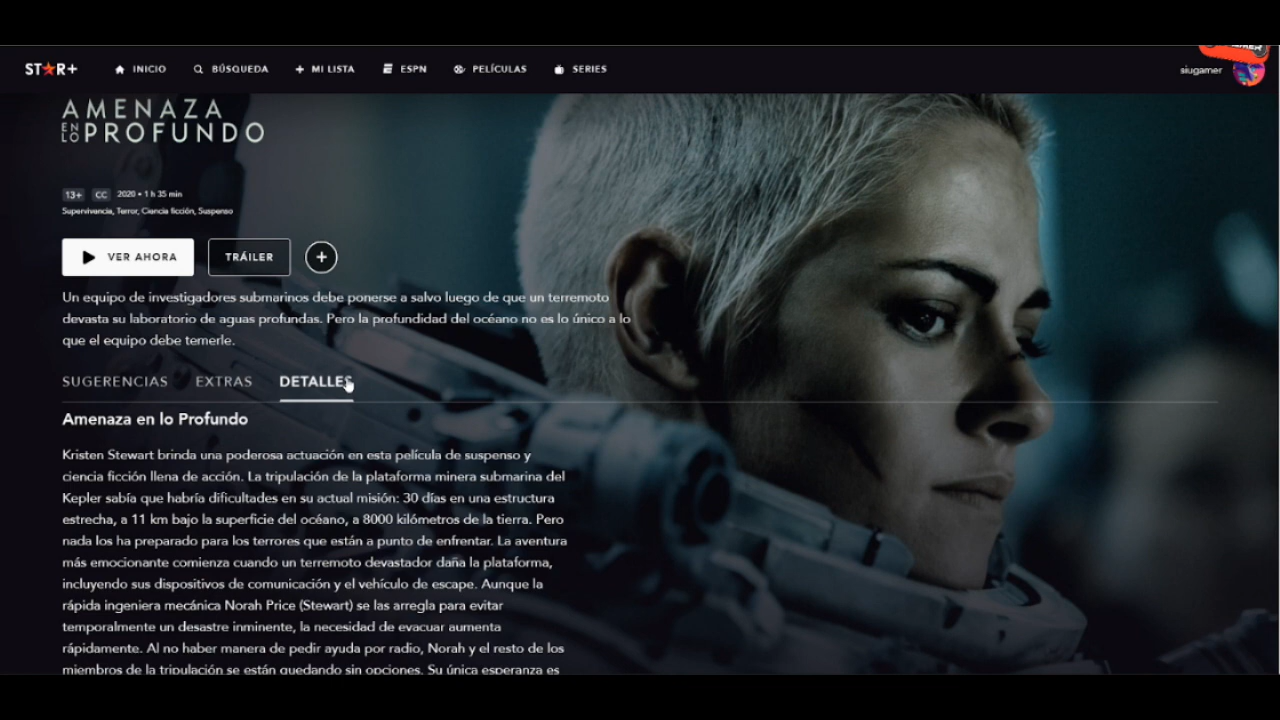 ST★R+ INICIO BÚSQUEDA MI LISTA ESPN PELÍCULAS SERIES siugamer
AMENAZA
EN LO PROFUNDO
13+ CC 2020 • 1 h 35 min
Supervivencia, Terror, Ciencia ficción, Suspenso
VER AHORA TRÁILER +
Un equipo de investigadores submarinos debe ponerse a salvo luego de que un terremoto
devasta su laboratorio de aguas profundas. Pero la profundidad del océano no es lo único a lo
que el equipo debe temerle.
SUGERENCIAS EXTRAS DETALLES
Amenaza en lo Profundo
Kristen Stewart brinda una poderosa actuación en esta película de suspenso y
ciencia ficción llena de acción. La tripulación de la plataforma minera submarina del
Kepler sabía que habría dificultades en su actual misión: 30 días en una estructura
estrecha, a 11 km bajo la superficie del océano, a 8000 kilómetros de la tierra. Pero
nada los ha preparado para los terrores que están a punto de enfrentar. La aventura
más emocionante comienza cuando un terremoto devastador daña la plataforma,
incluyendo sus dispositivos de comunicación y el vehículo de escape. Aunque la
rápida ingeniera mecánica Norah Price (Stewart) se las arregla para evitar
temporalmente un desastre inminente, la necesidad de evacuar aumenta
rápidamente. Al no haber manera de pedir ayuda por radio, Norah y el resto de los
miembros de la tripulación se están quedando sin opciones. Su única esperanza es